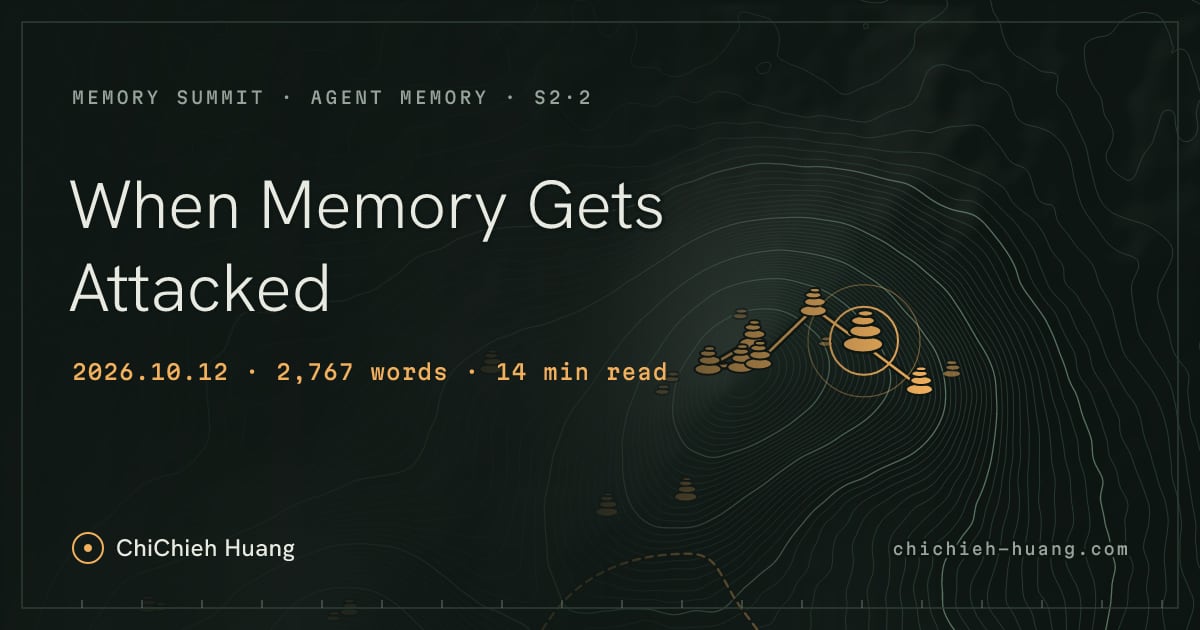 MEMORY SUMMIT · AGENT MEMORY · S2·2
When Memory Gets
Attacked
2026.10.12 · 2,767 words · 14 min read
ChiChieh Huang
chichieh-huang.com